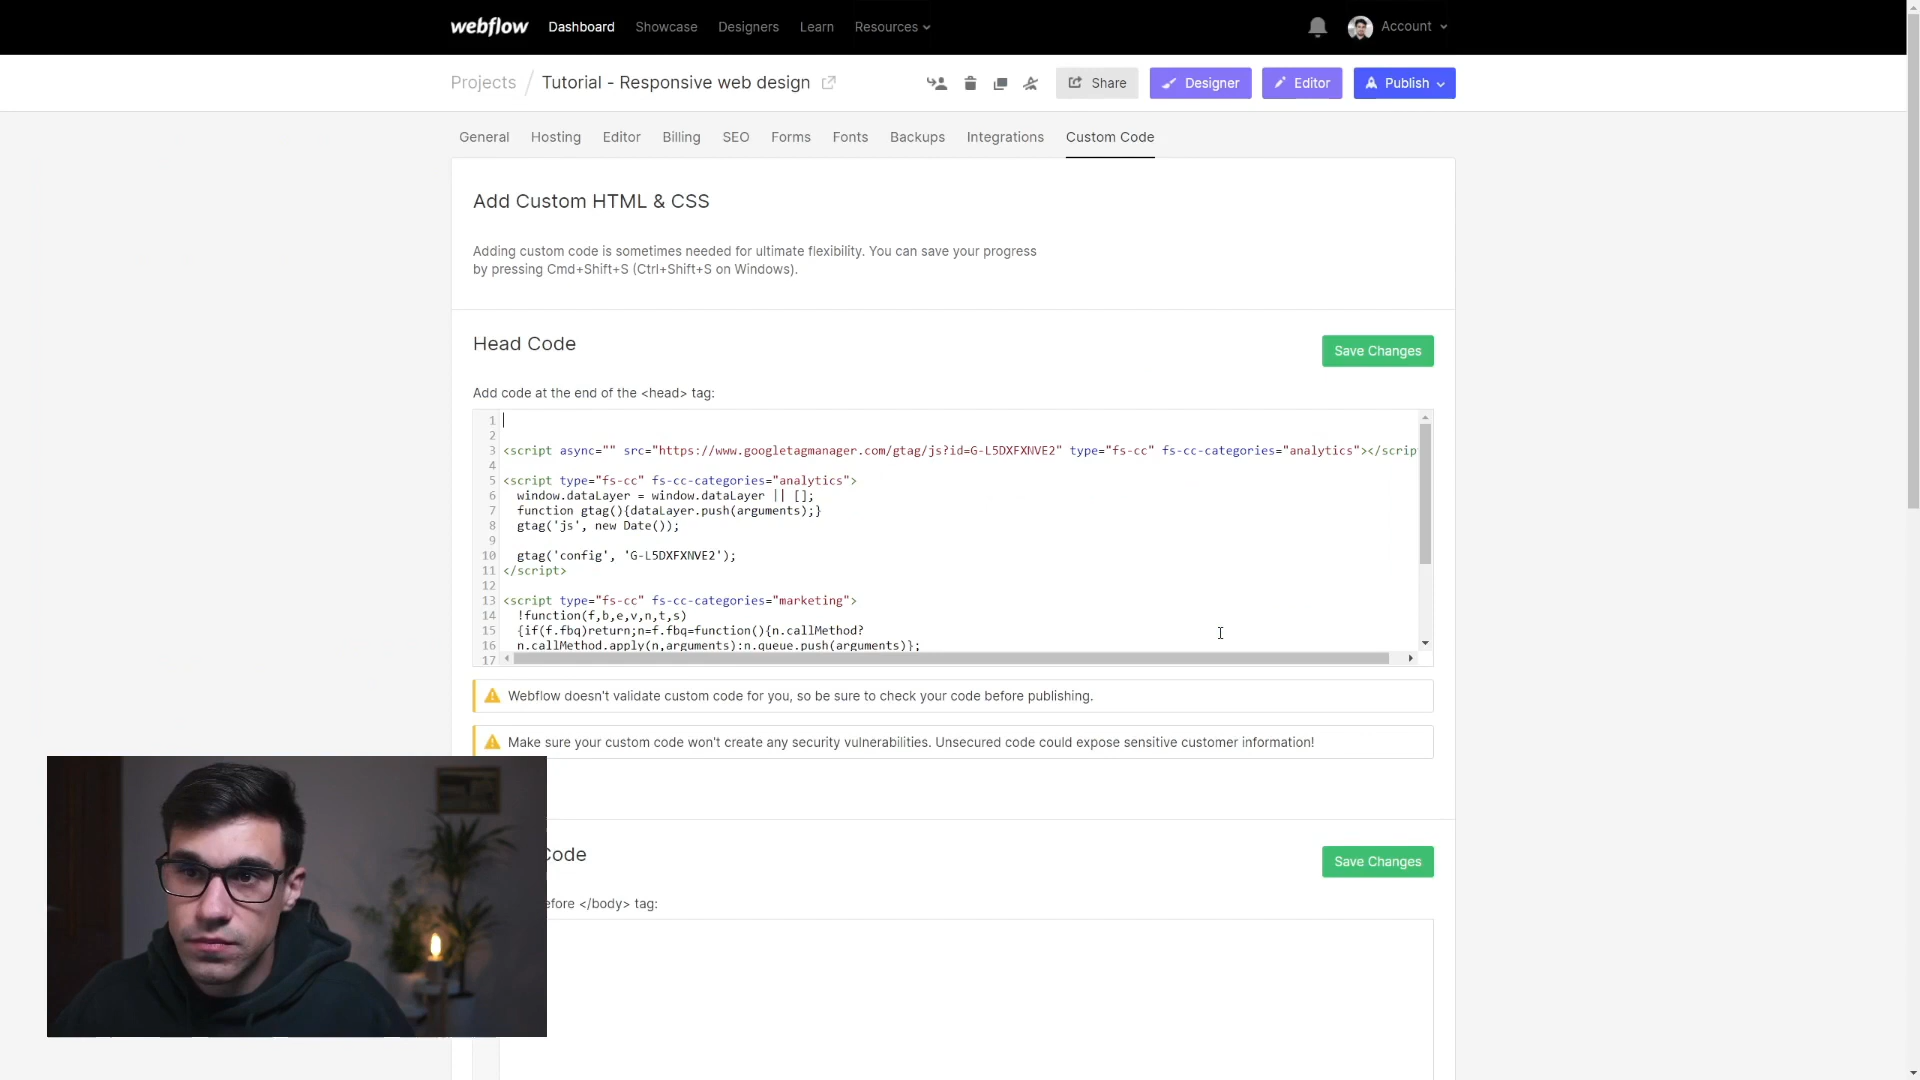 webflow Dashboard Showcase Designers Learn Resources Account
Projects / Tutorial - Responsive web design Share Designer Editor Publish
General Hosting Editor Billing SEO Forms Fonts Backups Integrations Custom Code
Add Custom HTML & CSS
Adding custom code is sometimes needed for ultimate flexibility. You can save your progress
by pressing Cmd+Shift+S (Ctrl+Shift+S on Windows).
Head Code
Save Changes
Add code at the end of the <head> tag:
1
2
3 <script async="" src="https://www.googletagmanager.com/gtag/js?id=G-L5DXFXNVE2" type="fs-cc" fs-cc-categories="analytics"></scrip
4
5 <script type="fs-cc" fs-cc-categories="analytics">
6 window.dataLayer = window.dataLayer || [];
7 function gtag(){dataLayer.push(arguments);}
8 gtag('js', new Date());
9
10 gtag('config', 'G-L5DXFXNVE2');
11 </script>
12
13 <script type="fs-cc" fs-cc-categories="marketing">
14 !function(f,b,e,v,n,t,s)
15 {if(f.fbq)return;n=f.fbq=function(){n.callMethod?
16 n.callMethod.apply(n,arguments):n.queue.push(arguments)};
17
Webflow doesn't validate custom code for you, so be sure to check your code before publishing.
Make sure your custom code won't create any security vulnerabilities. Unsecured code could expose sensitive customer information!
Code
Save Changes
efore </body> tag: